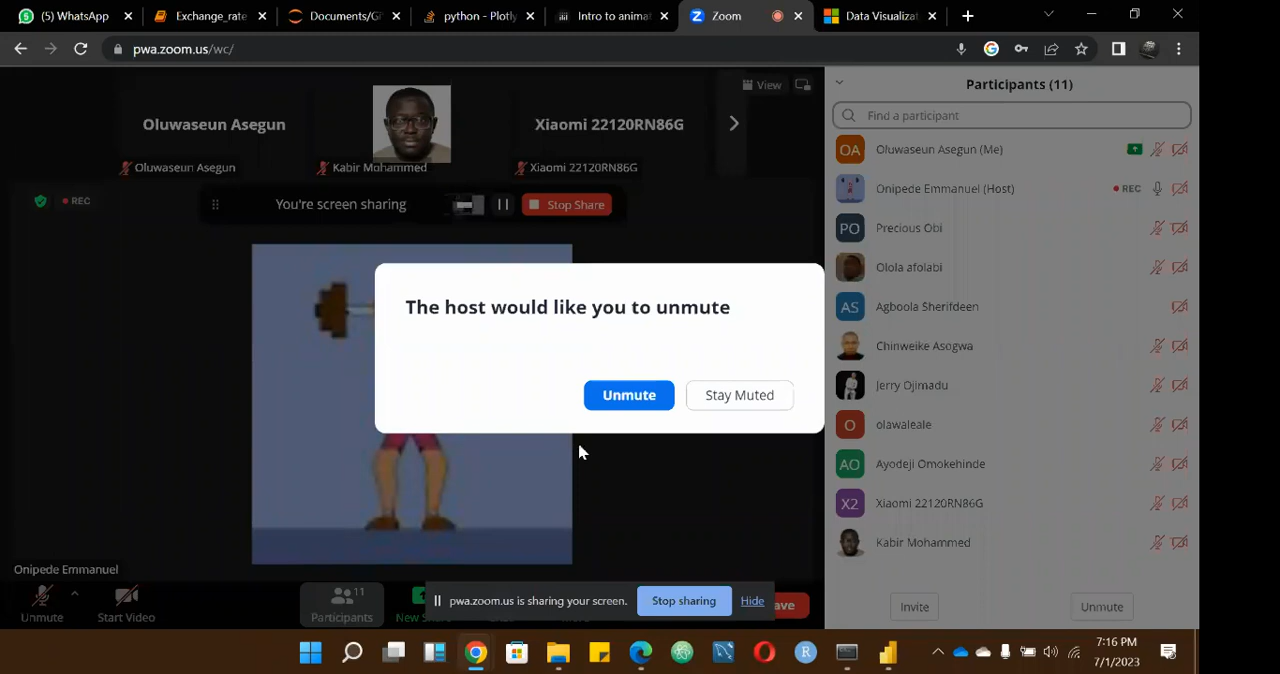 (5) WhatsApp
Exchange_rate
Documents/Gi
python - Plotly
Intro to animat
Zoom
Data Visualizat
pwa.zoom.us/wc/
View
Participants (11)
Find a participant
Oluwaseun Asegun
Xiaomi 22120RN86G
Oluwaseun Asegun
Kabir Mohammed
Xiaomi 22120RN86G
REC
You're screen sharing
Stop Share
The host would like you to unmute
Unmute
Stay Muted
OA Oluwaseun Asegun (Me)
Onipede Emmanuel (Host) REC
PO Precious Obi
Olola afolabi
AS Agboola Sherifdeen
Chinweike Asogwa
Jerry Ojimadu
O olawaleale
AO Ayodeji Omokehinde
X2 Xiaomi 22120RN86G
Kabir Mohammed
Onipede Emmanuel
Unmute
Start Video
11
Participants
pwa.zoom.us is sharing your screen.
Stop sharing
Hide
Invite
Unmute
7:16 PM
7/1/2023